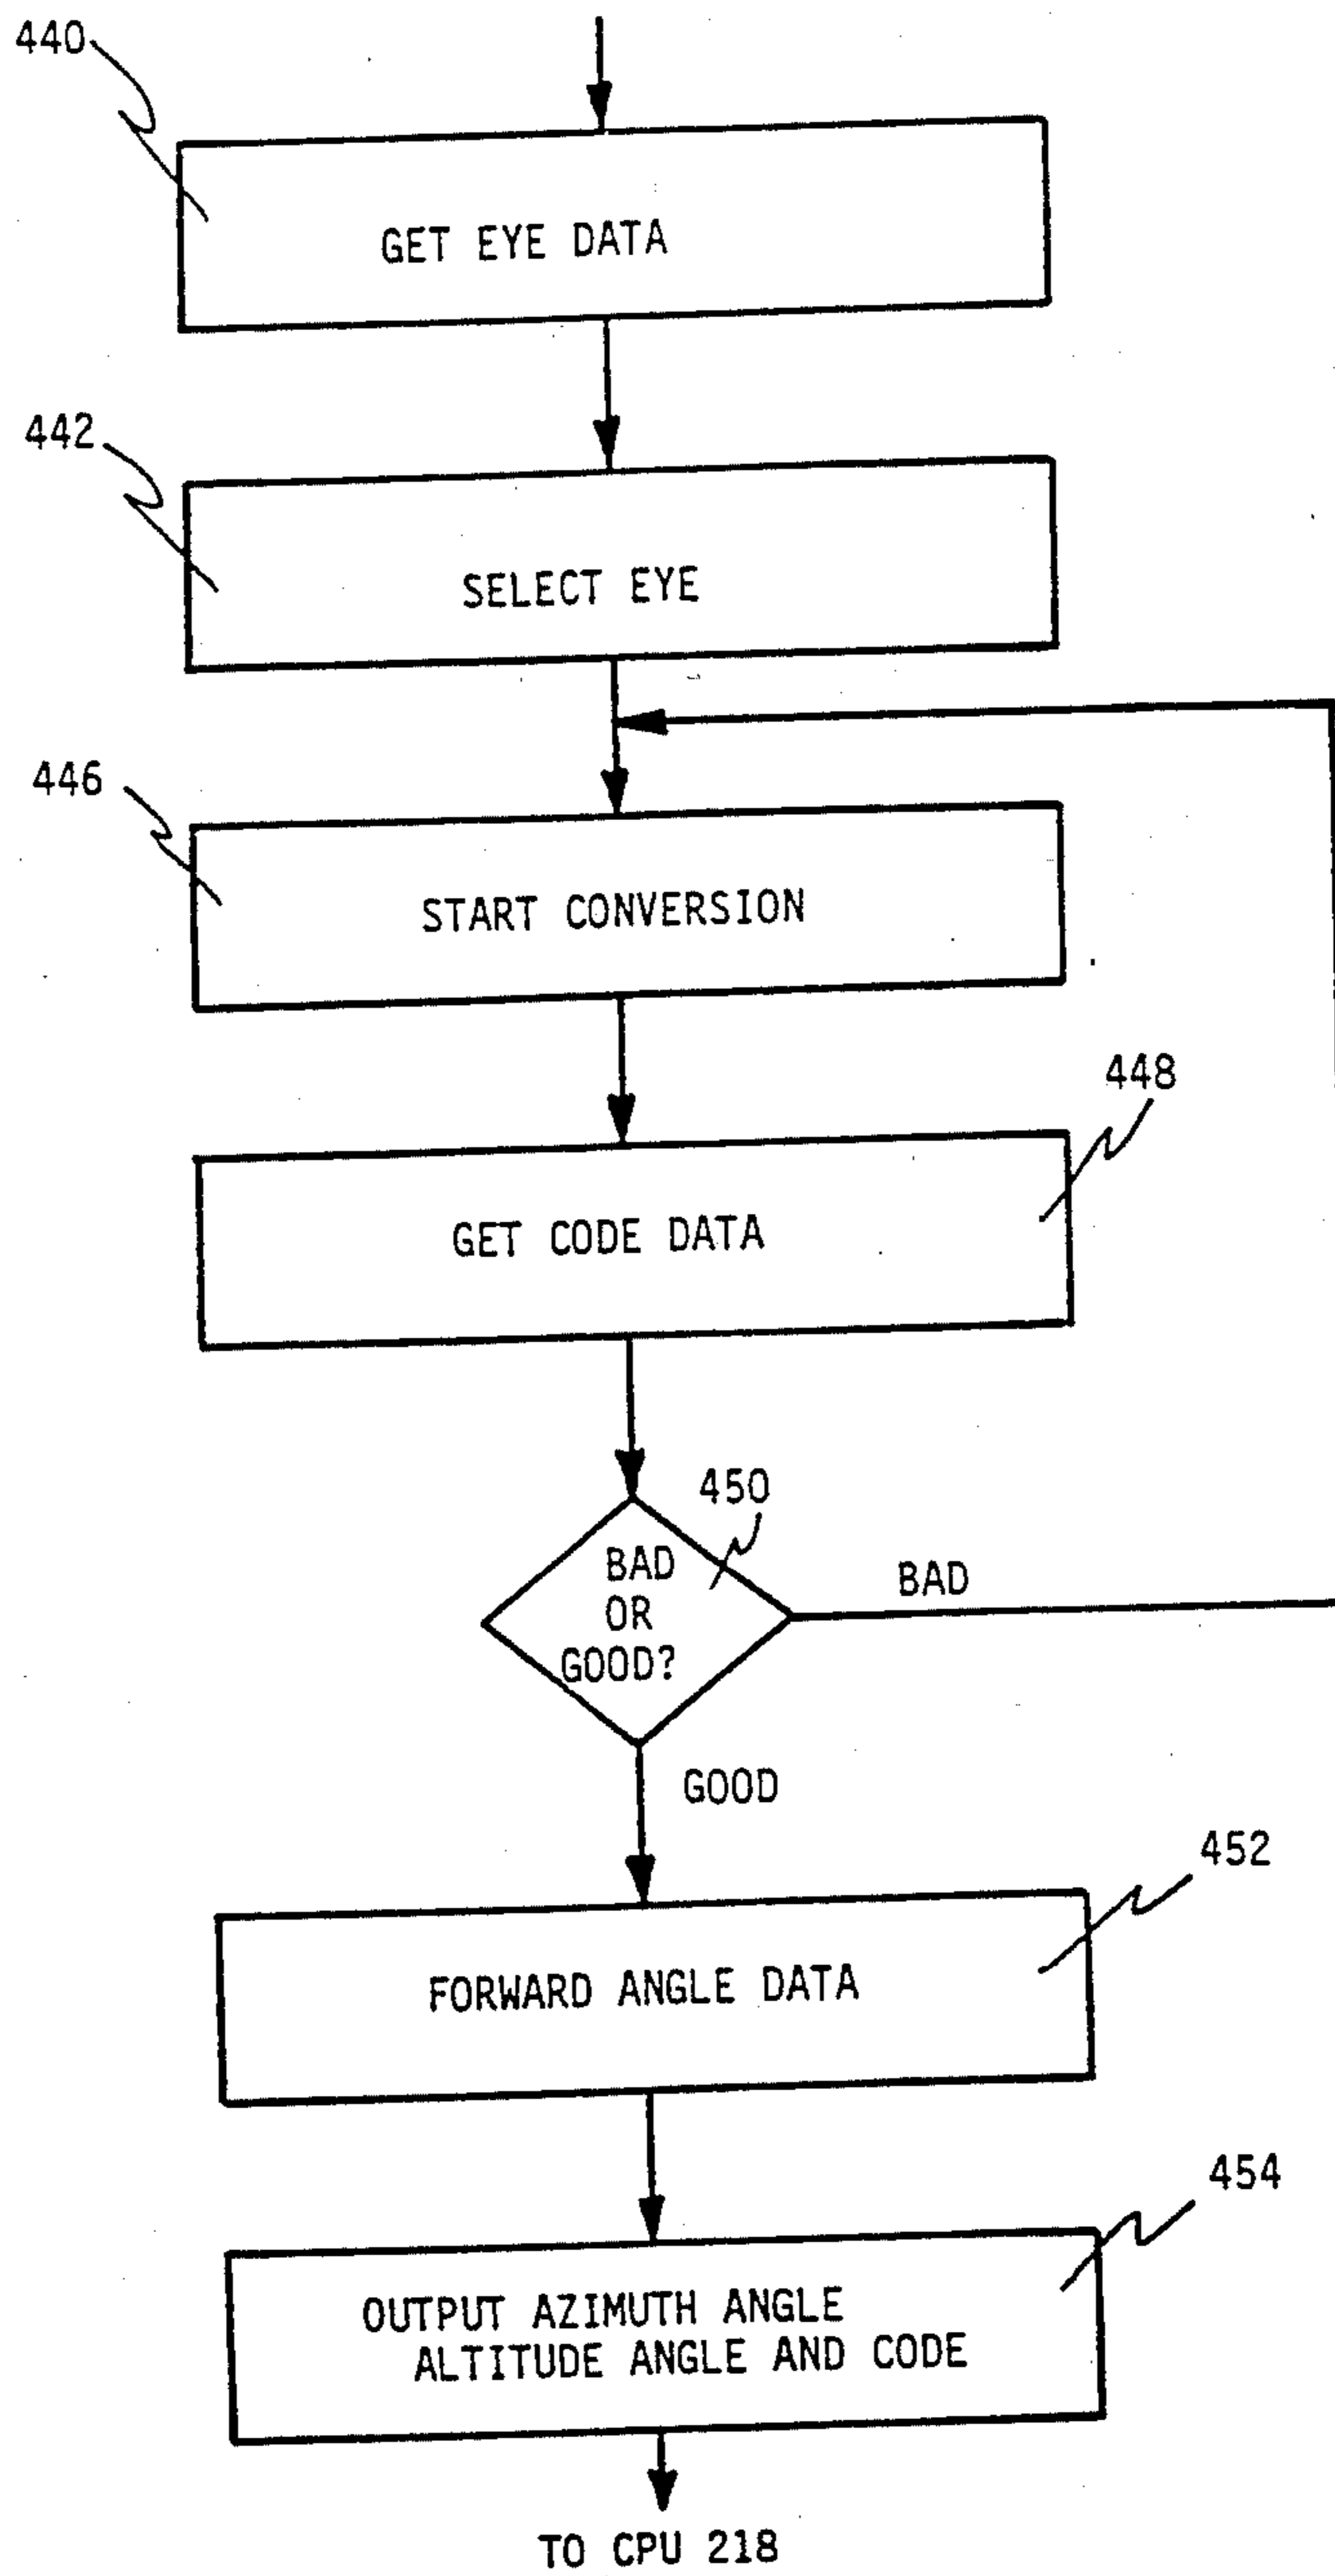 440
GET EYE DATA
442
SELECT EYE
446
START CONVERSION
448
GET CODE DATA
450
BAD
OR
GOOD?
BAD
GOOD
452
FORWARD ANGLE DATA
454
OUTPUT AZIMUTH ANGLE
ALTITUDE ANGLE AND CODE
TO CPU 218